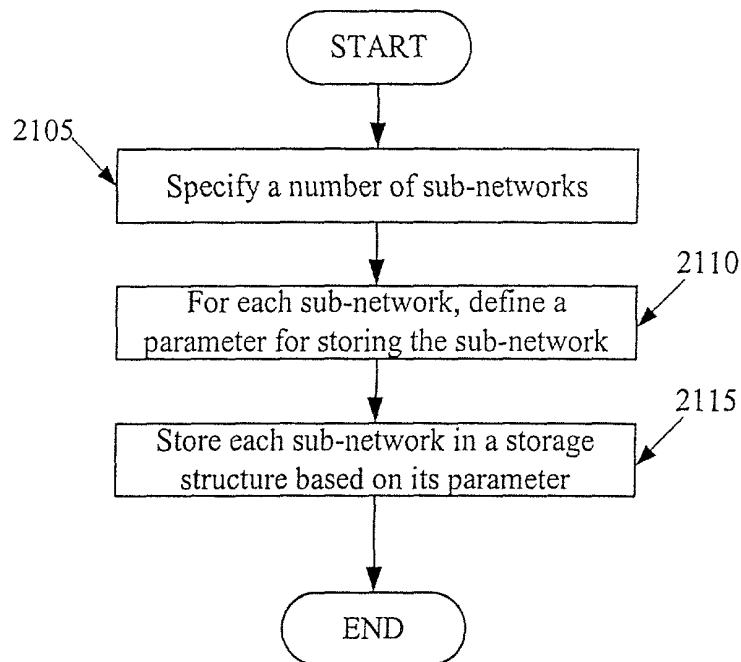 START
2105
Specify a number of sub-networks
2110
For each sub-network, define a
parameter for storing the sub-network
2115
Store each sub-network in a storage
structure based on its parameter
END